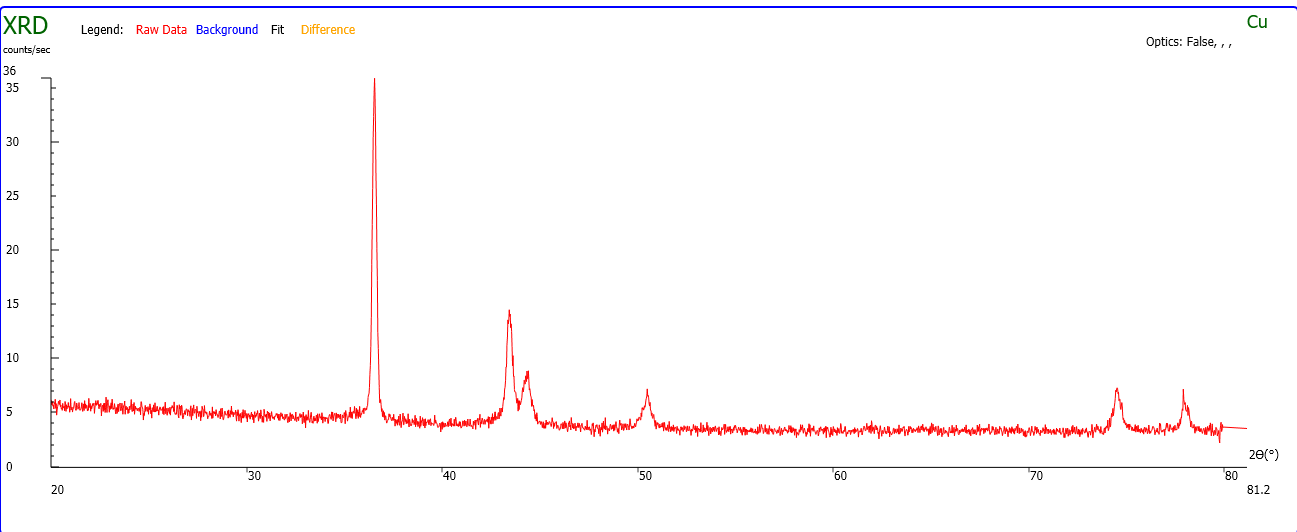 XRD
Legend: Raw Data Background Fit Difference
Cu
counts/sec
Optics: False, , ,
36
35
30
25
20
15
10
5
0
2Θ(°)
30 40 50 60 70 80
20 81.2